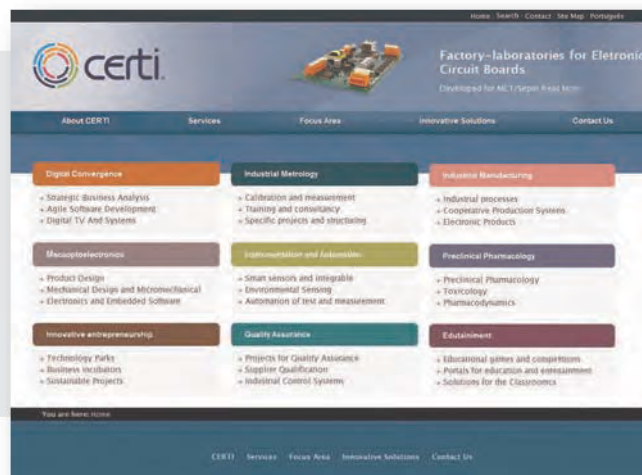 Home · Search · Contact · Site Map · Português
certi
Factory-laboratories for Eletronic
Circuit Boards
Developed for MCT/Sepin Read More
About CERTI Services Focus Area Innovative Solutions Contact Us
Digital Convergence
+ Strategic Business Analysis
+ Agile Software Development
+ Digital TV And Systems
Industrial Metrology
+ Calibration and measurement
+ Training and consultancy
+ Specific projects and structuring
Industrial Manufacturing
+ Industrial processes
+ Cooperative Production Systems
+ Electronic Products
Mecaoptoelectronics
+ Product Design
+ Mechanical Design and Micromechanical
+ Electronics and Embedded Software
Instrumentation and Automation
+ Smart sensors and integrable
+ Environmental Sensing
+ Automation of test and measurement
Preclinical Pharmacology
+ Preclinical Pharmacology
+ Toxicology
+ Pharmacodynamics
Innovative entrepreneurship
+ Technology Parks
+ Business Incubators
+ Sustainable Projects
Quality Assurance
+ Projects for Quality Assurance
+ Supplier Qualification
+ Industrial Control Systems
Edutainment
+ Educational games and competitions
+ Portals for education and entertainment
+ Solutions for the Classrooms
You are here: Home
CERTI Services Focus Area Innovative Solutions Contact Us